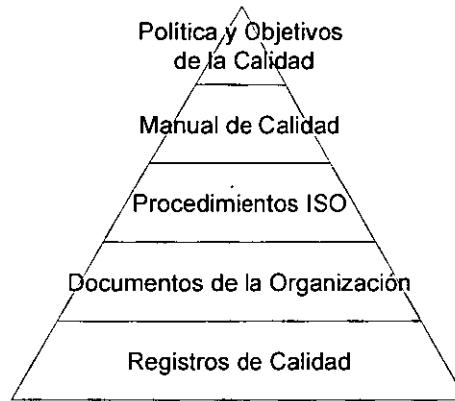 Política y Objetivos
de la Calidad
Manual de Calidad
Procedimientos ISO
Documentos de la Organización
Registros de Calidad